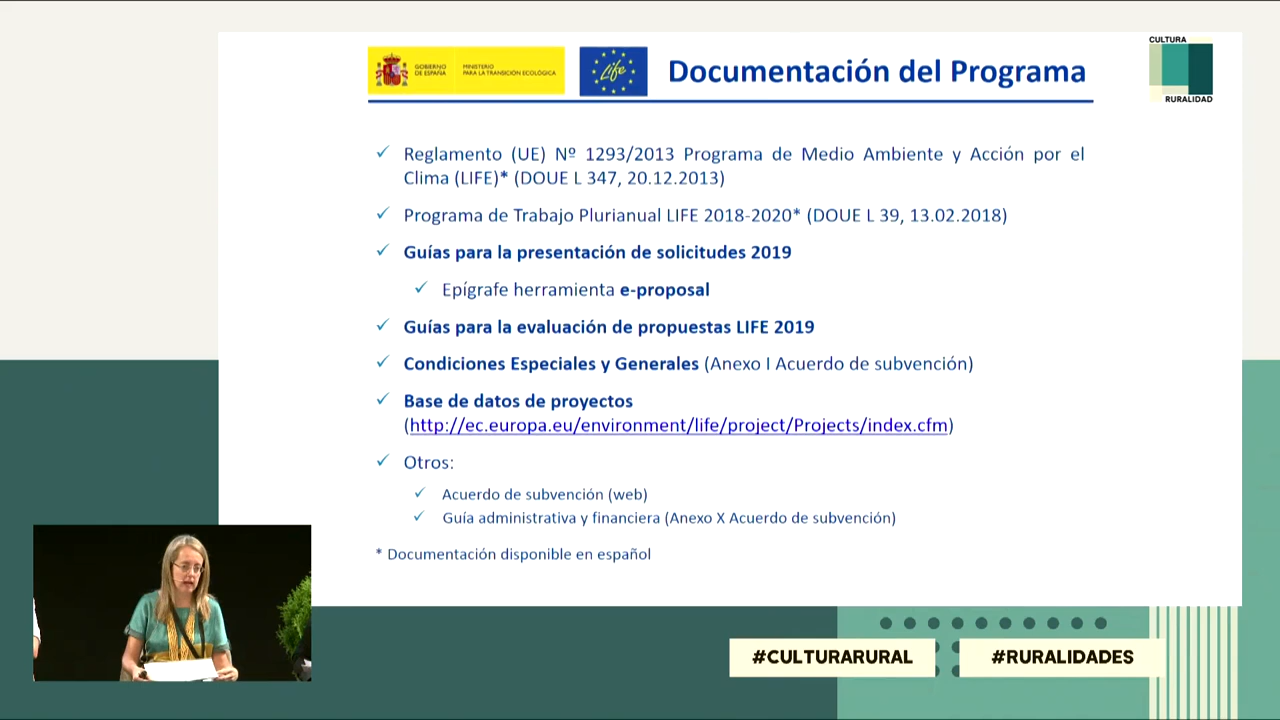 GOBIERNO
DE ESPAÑA
MINISTERIO
PARA LA TRANSICIÓN ECOLÓGICA
life
Documentación del Programa
CULTURA
RURALIDAD
Reglamento (UE) Nº 1293/2013 Programa de Medio Ambiente y Acción por el
Clima (LIFE)* (DOUE L 347, 20.12.2013)
Programa de Trabajo Plurianual LIFE 2018-2020* (DOUE L 39, 13.02.2018)
Guías para la presentación de solicitudes 2019
Epígrafe herramienta e-proposal
Guías para la evaluación de propuestas LIFE 2019
Condiciones Especiales y Generales (Anexo I Acuerdo de subvención)
Base de datos de proyectos
(http://ec.europa.eu/environment/life/project/Projects/index.cfm)
Otros:
Acuerdo de subvención (web)
Guía administrativa y financiera (Anexo X Acuerdo de subvención)
* Documentación disponible en español
#CULTURARURAL
#RURALIDADES